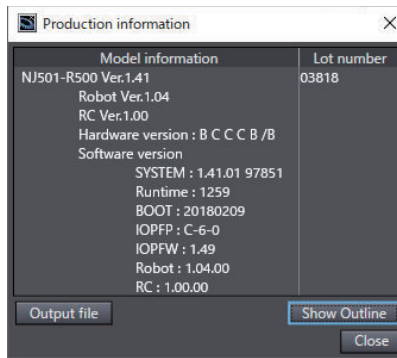 Production information
Model information Lot number
NJ501-R500 Ver.1.41 03818
Robot Ver.1.04
RC Ver.1.00
Hardware version : B C C C B /B
Software version
SYSTEM : 1.41.01 97851
Runtime : 1259
BOOT : 20180209
IOPFP : C-6-0
IOPFW : 1.49
Robot : 1.04.00
RC : 1.00.00
Output file Show Outline
Close